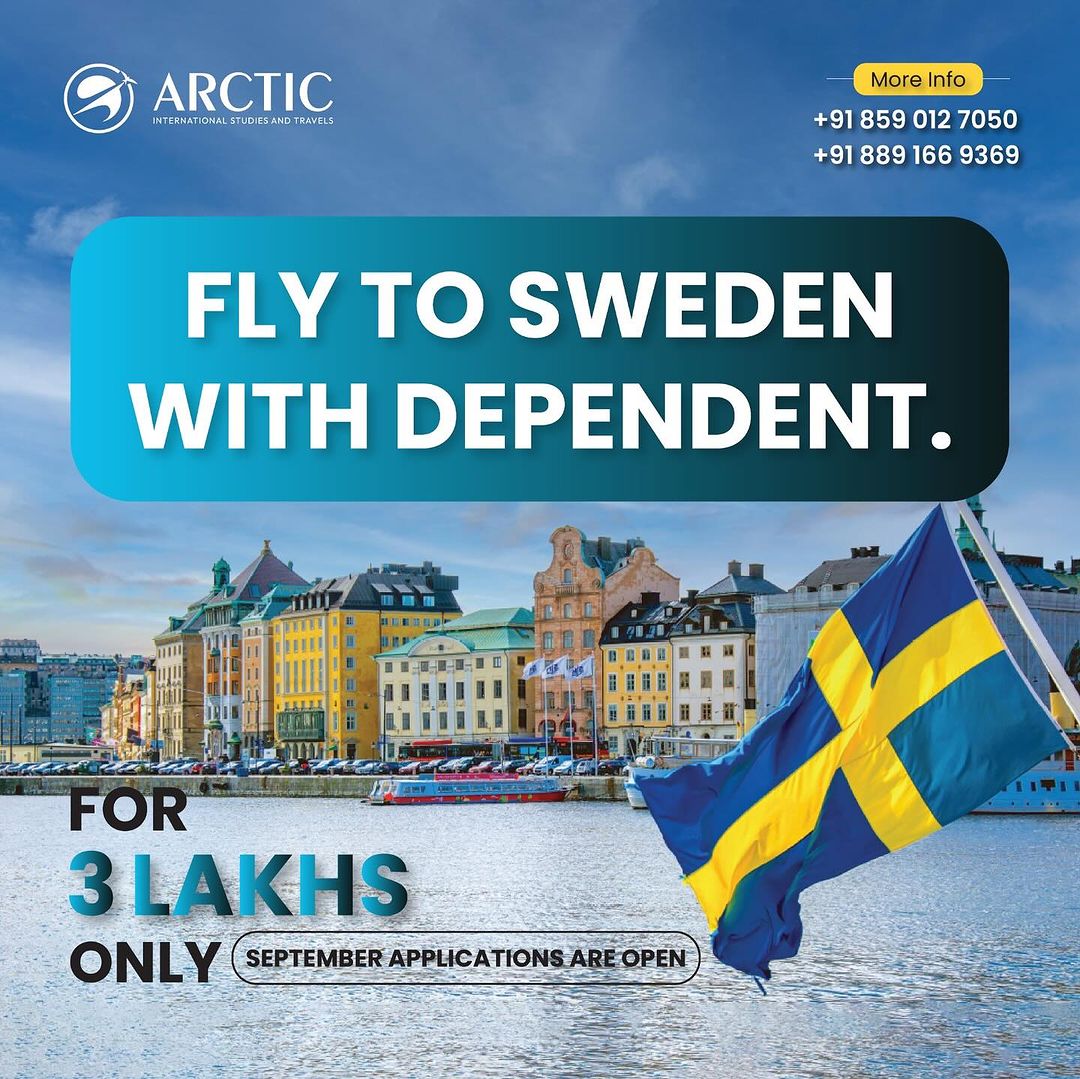 ARCTIC
INTERNATIONAL STUDIES AND TRAVELS
More Info
+91 859 012 7050
+91 889 166 9369
FLY TO SWEDEN
WITH DEPENDENT.
FOR
3 LAKHS
ONLY
SEPTEMBER APPLICATIONS ARE OPEN